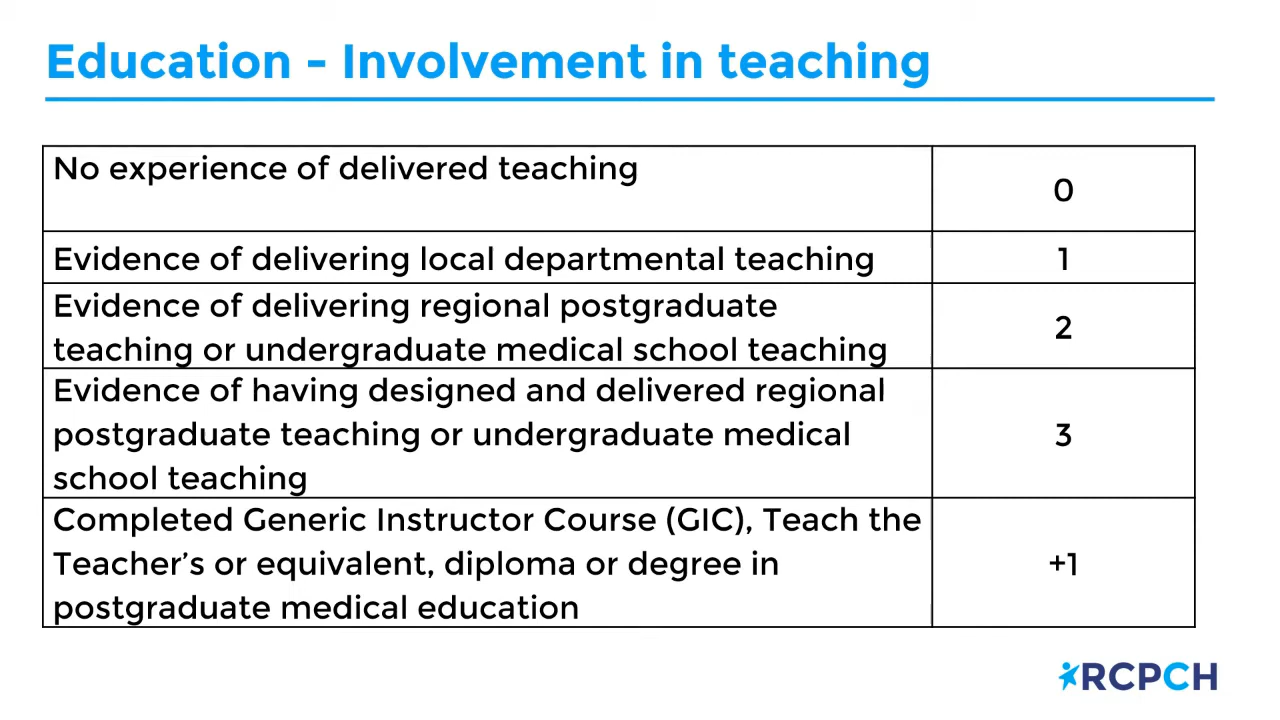 Education - Involvement in teaching
No experience of delivered teaching
0
Evidence of delivering local departmental teaching
1
Evidence of delivering regional postgraduate
teaching or undergraduate medical school teaching
2
Evidence of having designed and delivered regional
postgraduate teaching or undergraduate medical
school teaching
3
Completed Generic Instructor Course (GIC), Teach the
Teacher’s or equivalent, diploma or degree in
postgraduate medical education
+1
RCPCH